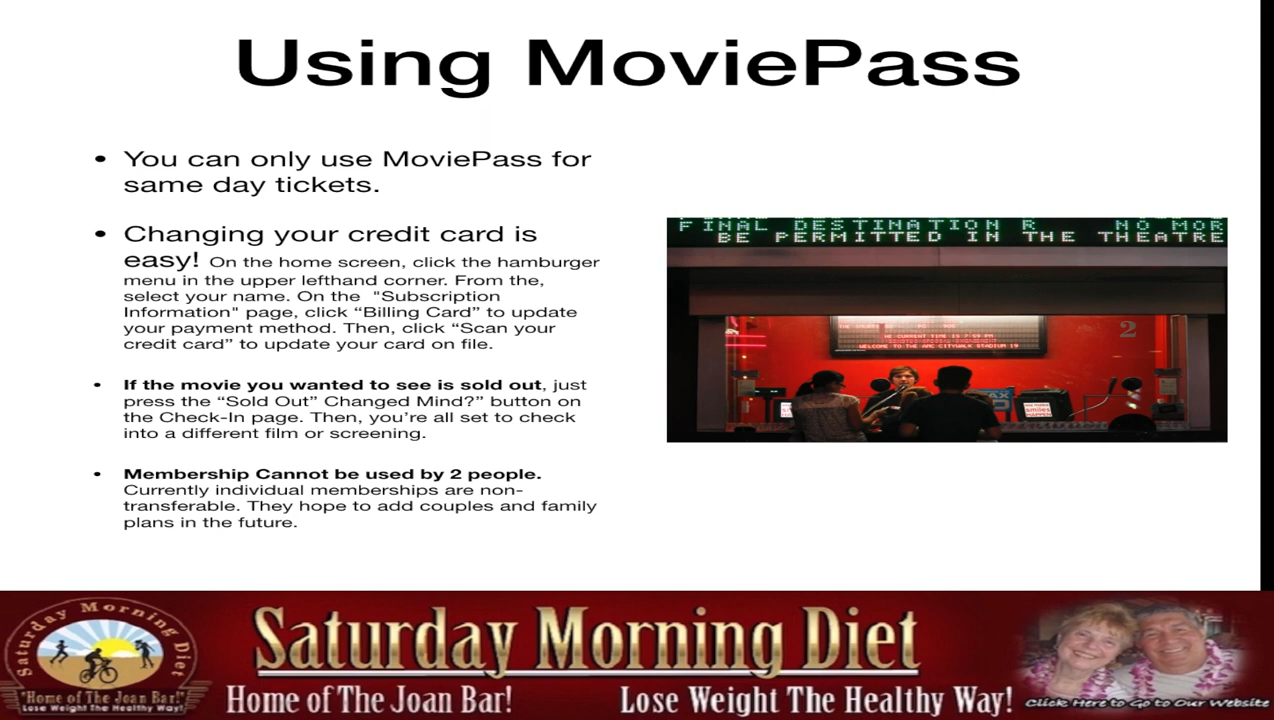 Using MoviePass
• You can only use MoviePass for
same day tickets.
• Changing your credit card is
easy! On the home screen, click the hamburger
menu in the upper lefthand corner. From the,
select your name. On the "Subscription
Information" page, click “Billing Card” to update
your payment method. Then, click “Scan your
credit card” to update your card on file.
• If the movie you wanted to see is sold out, just
press the “Sold Out” Changed Mind?” button on
the Check-In page. Then, you’re all set to check
into a different film or screening.
• Membership Cannot be used by 2 people.
Currently individual memberships are non-
transferable. They hope to add couples and family
plans in the future.
FINAL DESTINATION R NO MOR
BE PERMITTED IN THE THEATRE
2
WELCOME TO THE AMC CITYWALK STADIUM 19
Saturday Morning Diet
"Home of The Joan Bar!"
Lose Weight The Healthy Way!
Saturday Morning Diet
Home of The Joan Bar! Lose Weight The Healthy Way!
Click Here to Go to Our Website